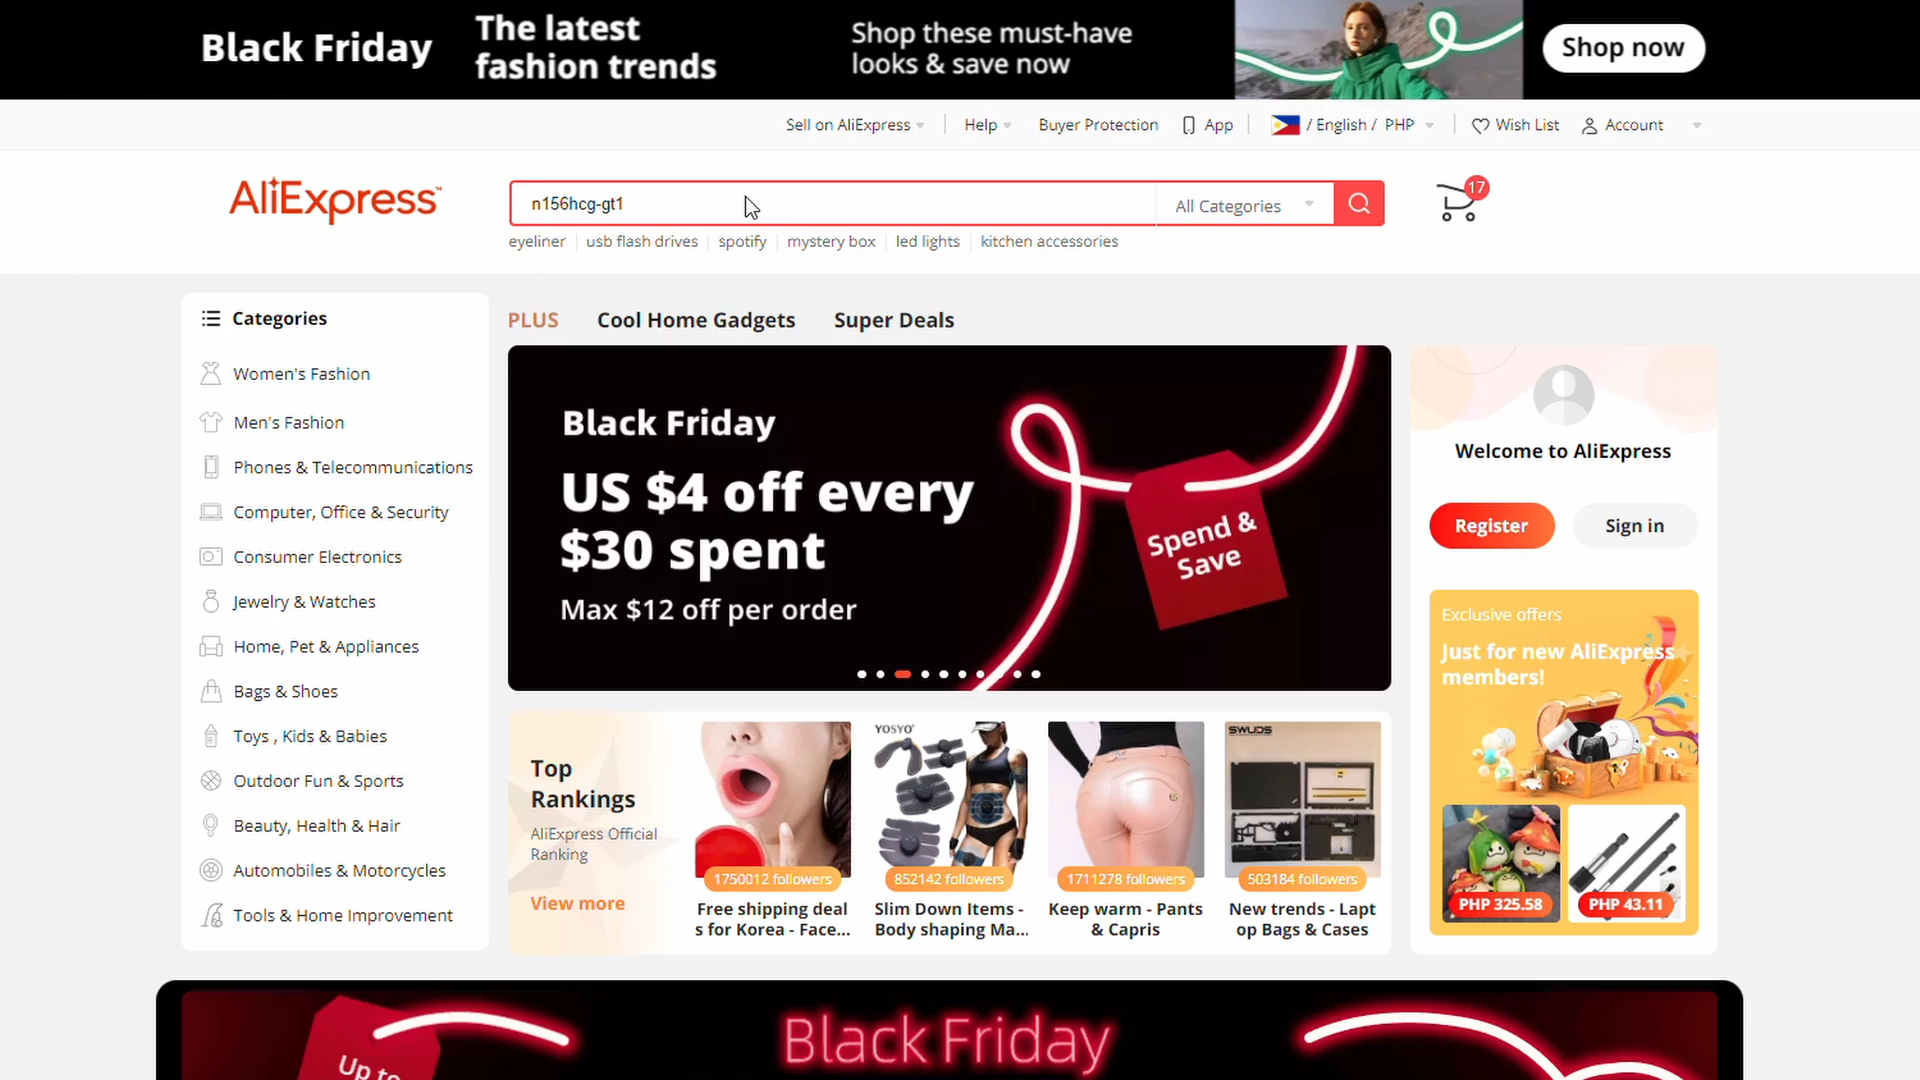 Black Friday
The latest
fashion trends
Shop these must-have
looks & save now
Shop now
Sell on AliExpress
Help
Buyer Protection
App
/ English / PHP
Wish List
Account
AliExpress™
n156hcg-gt1
All Categories
17
eyeliner
usb flash drives
spotify
mystery box
led lights
kitchen accessories
Categories
Women's Fashion
Men's Fashion
Phones & Telecommunications
Computer, Office & Security
Consumer Electronics
Jewelry & Watches
Home, Pet & Appliances
Bags & Shoes
Toys , Kids & Babies
Outdoor Fun & Sports
Beauty, Health & Hair
Automobiles & Motorcycles
Tools & Home Improvement
PLUS
Cool Home Gadgets
Super Deals
Black Friday
US $4 off every
$30 spent
Max $12 off per order
Spend &
Save
Top
Rankings
AliExpress Official
Ranking
View more
1750012 followers
Free shipping deal
s for Korea - Face...
YOSYO
852142 followers
Slim Down Items -
Body shaping Ma...
1711278 followers
Keep warm - Pants
& Capris
SWUDS
503184 followers
New trends - Lapt
op Bags & Cases
Welcome to AliExpress
Register
Sign in
Exclusive offers
Just for new AliExpress
members!
PHP 325.58
PHP 43.11
Up to
Black Friday